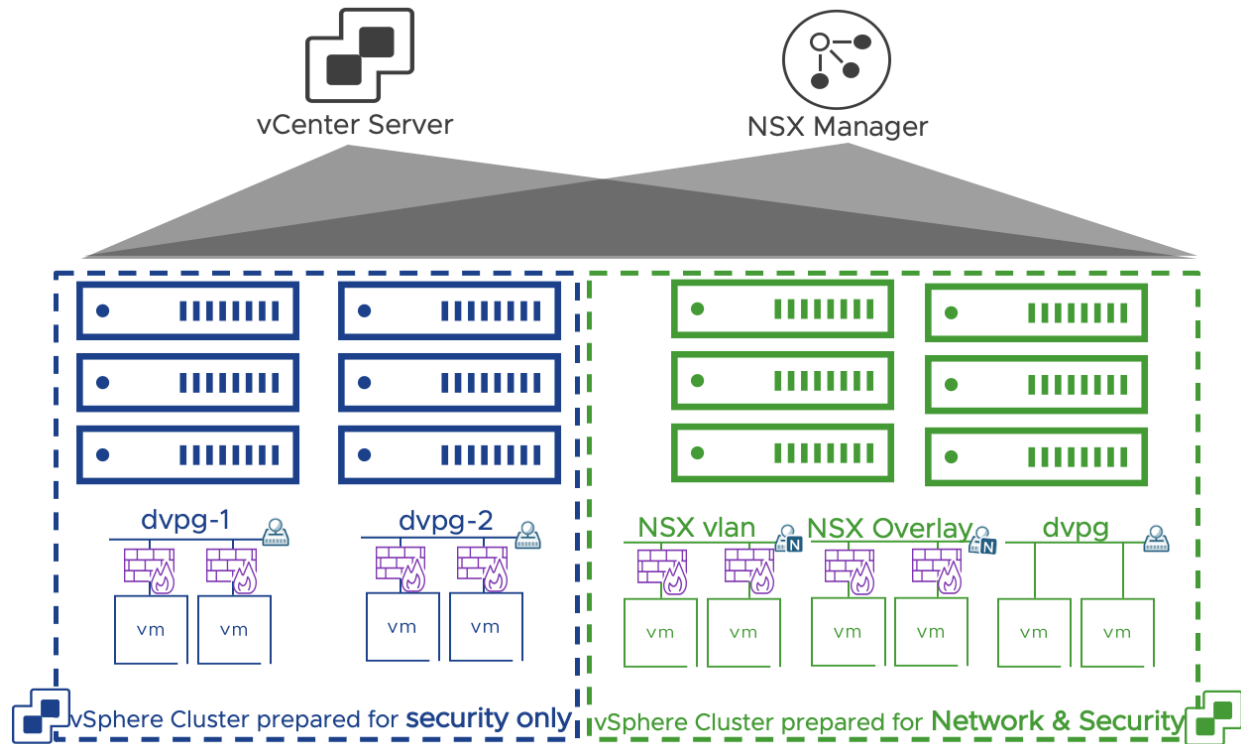 vCenter Server
NSX Manager
dvpg-1
dvpg-2
NSX vlan
NSX Overlay
dvpg
N
N
vm
vm
vm
vm
vm
vm
vm
vm
vm
vm
vSphere Cluster prepared for security only
vSphere Cluster prepared for Network & Security